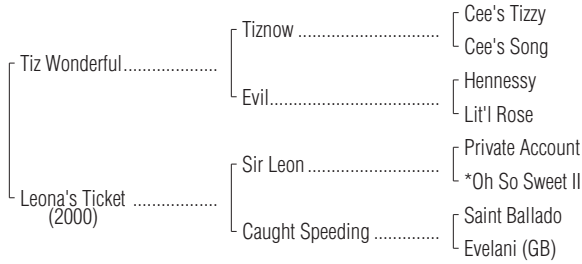 Cee's Tizzy
Tiznow ................................
Cee's Song
Tiz Wonderful...................
Hennessy
Evil......................................
Lit'l Rose
Private Account
Sir Leon ..............................
*Oh So Sweet II
Leona's Ticket .................
(2000)
Saint Ballado
Caught Speeding ..............
Evelani (GB)